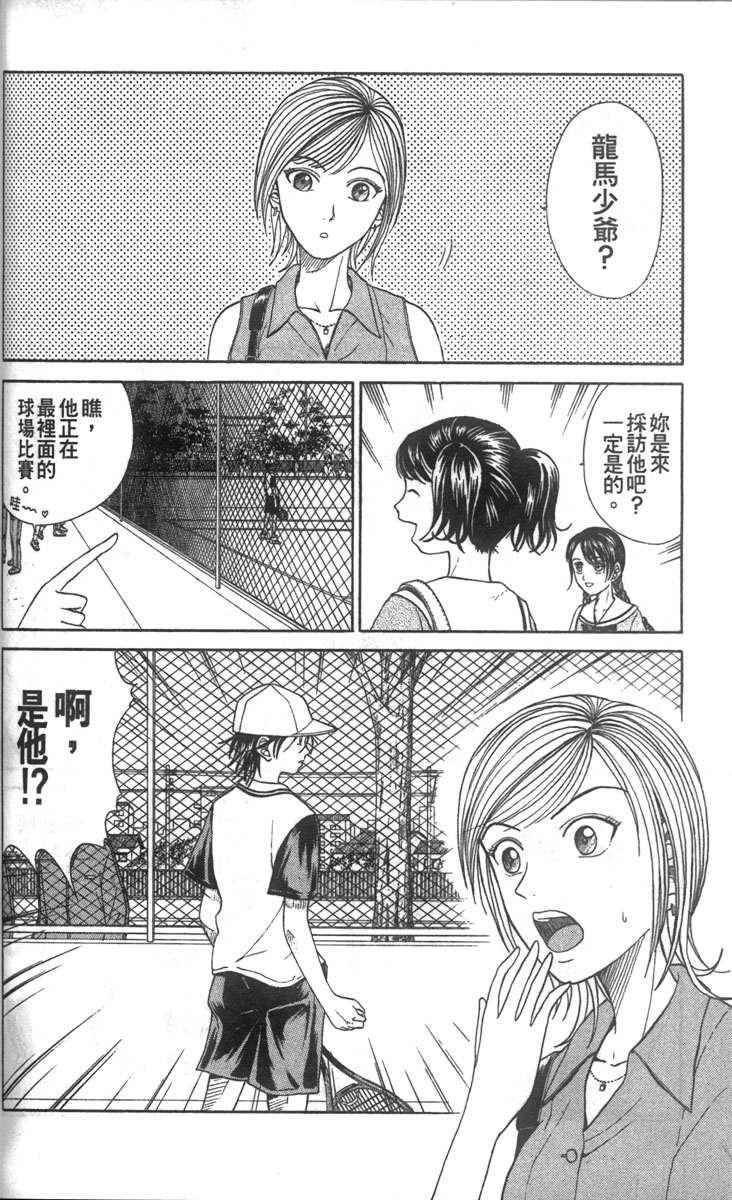 龍馬少爺？
妳是來
採訪他吧？
一定是的。
瞧，
他正在
最裡面的
球場比賽。
哇～～♡
啊，
是他!?